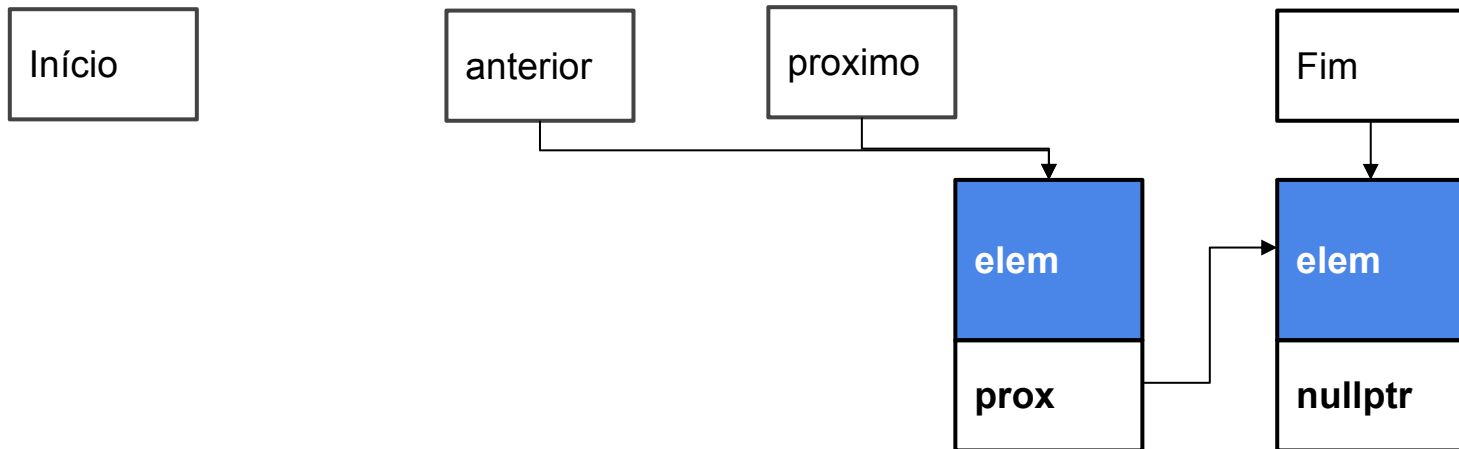 Início
anterior
proximo
Fim
elem
elem
prox
nullptr